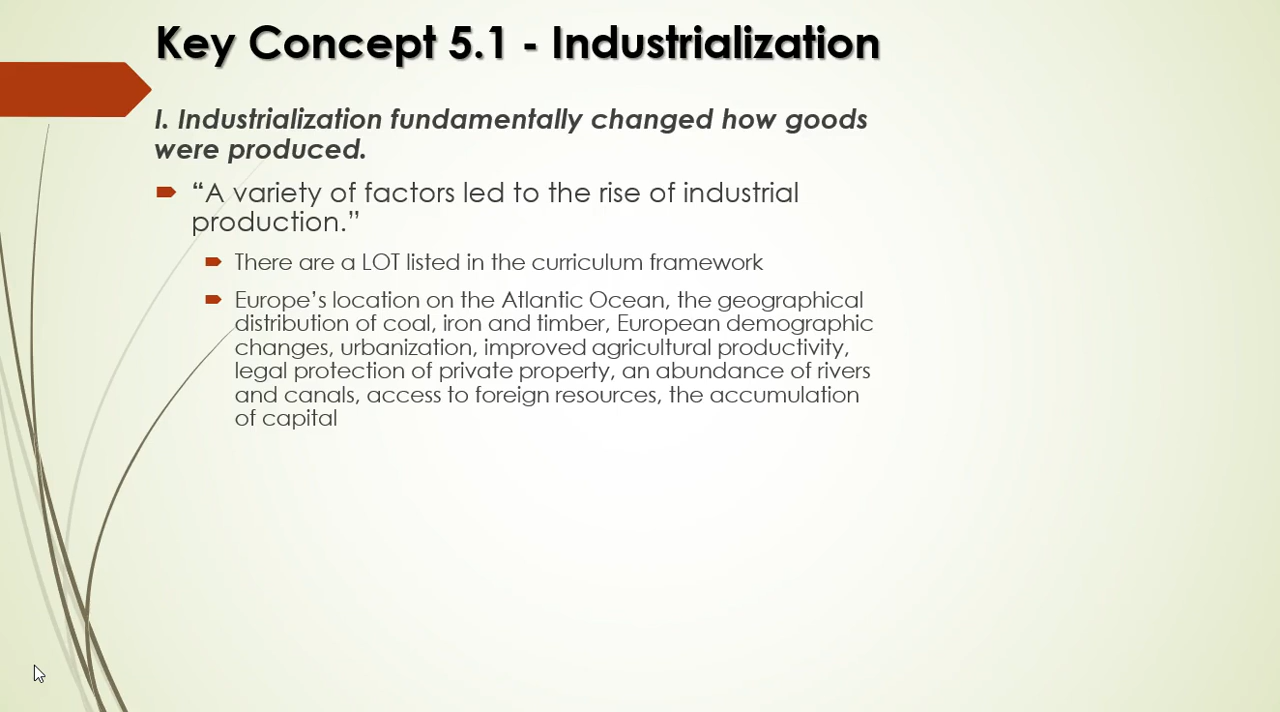 Key Concept 5.1 - Industrialization
I. Industrialization fundamentally changed how goods
were produced.
“A variety of factors led to the rise of industrial
production.”
There are a LOT listed in the curriculum framework
Europe’s location on the Atlantic Ocean, the geographical
distribution of coal, iron and timber, European demographic
changes, urbanization, improved agricultural productivity,
legal protection of private property, an abundance of rivers
and canals, access to foreign resources, the accumulation
of capital